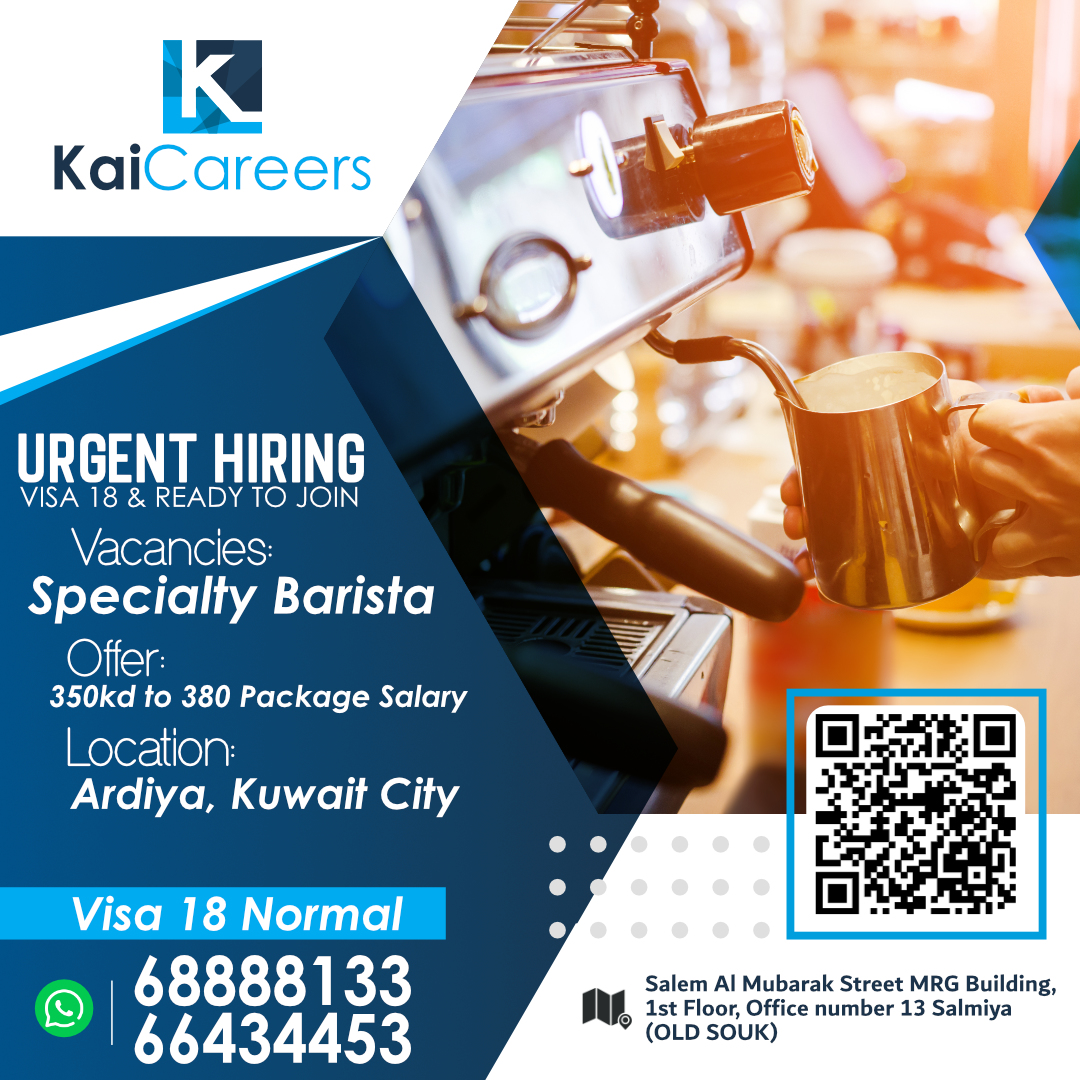 K
KaiCareers
URGENT HIRING
VISA 18 & READY TO JOIN
Vacancies:
Specialty Barista
Offer:
350kd to 380 Package Salary
Location:
Ardiya, Kuwait City
Visa 18 Normal
68888133
66434453
Salem Al Mubarak Street MRG Building,
1st Floor, Office number 13 Salmiya
(OLD SOUK)